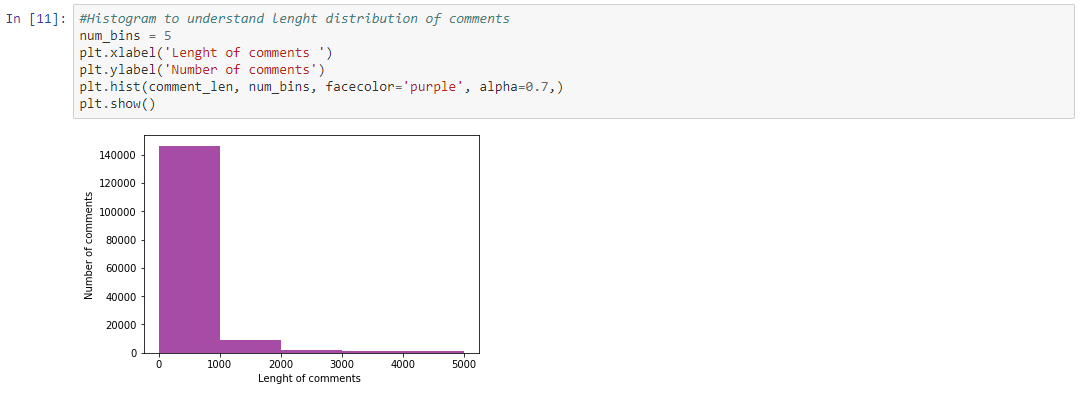 In [11]: #Histogram to understand lenght distribution of comments
num_bins = 5
plt.xlabel('Lenght of comments ')
plt.ylabel('Number of comments')
plt.hist(comment_len, num_bins, facecolor='purple', alpha=0.7,)
plt.show()
Number of comments
140000
120000
100000
80000
60000
40000
20000
0
0 1000 2000 3000 4000 5000
Lenght of comments